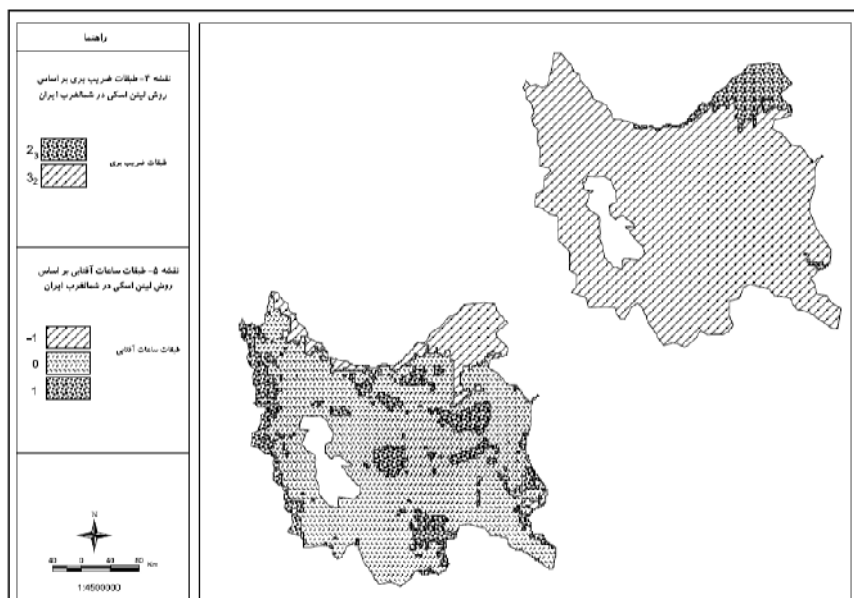 راهنما
نقشه ۴- طبقات ضریب بری بر اساس
روش لیتن اسکی در شمالغرب ایران
طبقات ضریب بری
2₃
3₂
نقشه ۵- طبقات ساعات آفتابی بر اساس
روش لیتن اسکی در شمالغرب ایران
طبقات ساعات آفتابی
-1
0
1
N
40 0 40 80 Km
1:4500000